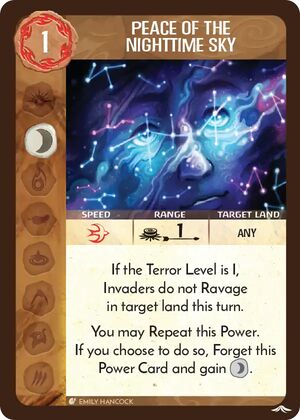 1
PEACE OF THE
NIGHTTIME SKY
SPEED
RANGE
TARGET LAND
1
ANY
If the Terror Level is I,
Invaders do not Ravage
in target land this turn.
You may Repeat this Power.
If you choose to do so, Forget this
Power Card and gain .
EMILY HANCOCK